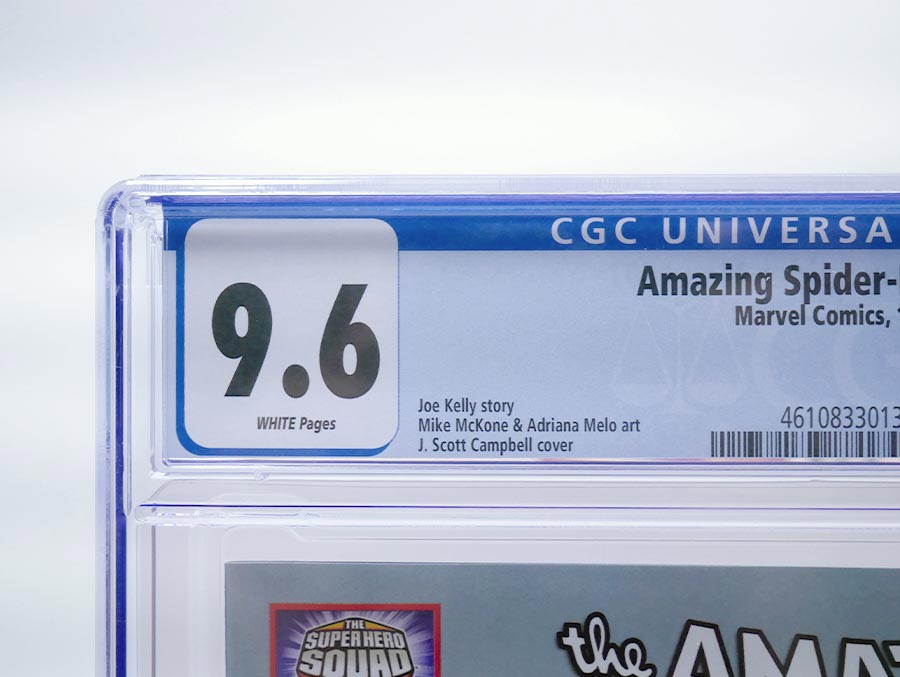 CGC UNIVERSA
9.6
WHITE Pages
Amazing Spider-
Marvel Comics, 1
Joe Kelly story
Mike McKone & Adriana Melo art
J. Scott Campbell cover
4610833013
THE
SUPER HERO
SQUAD
the AMA